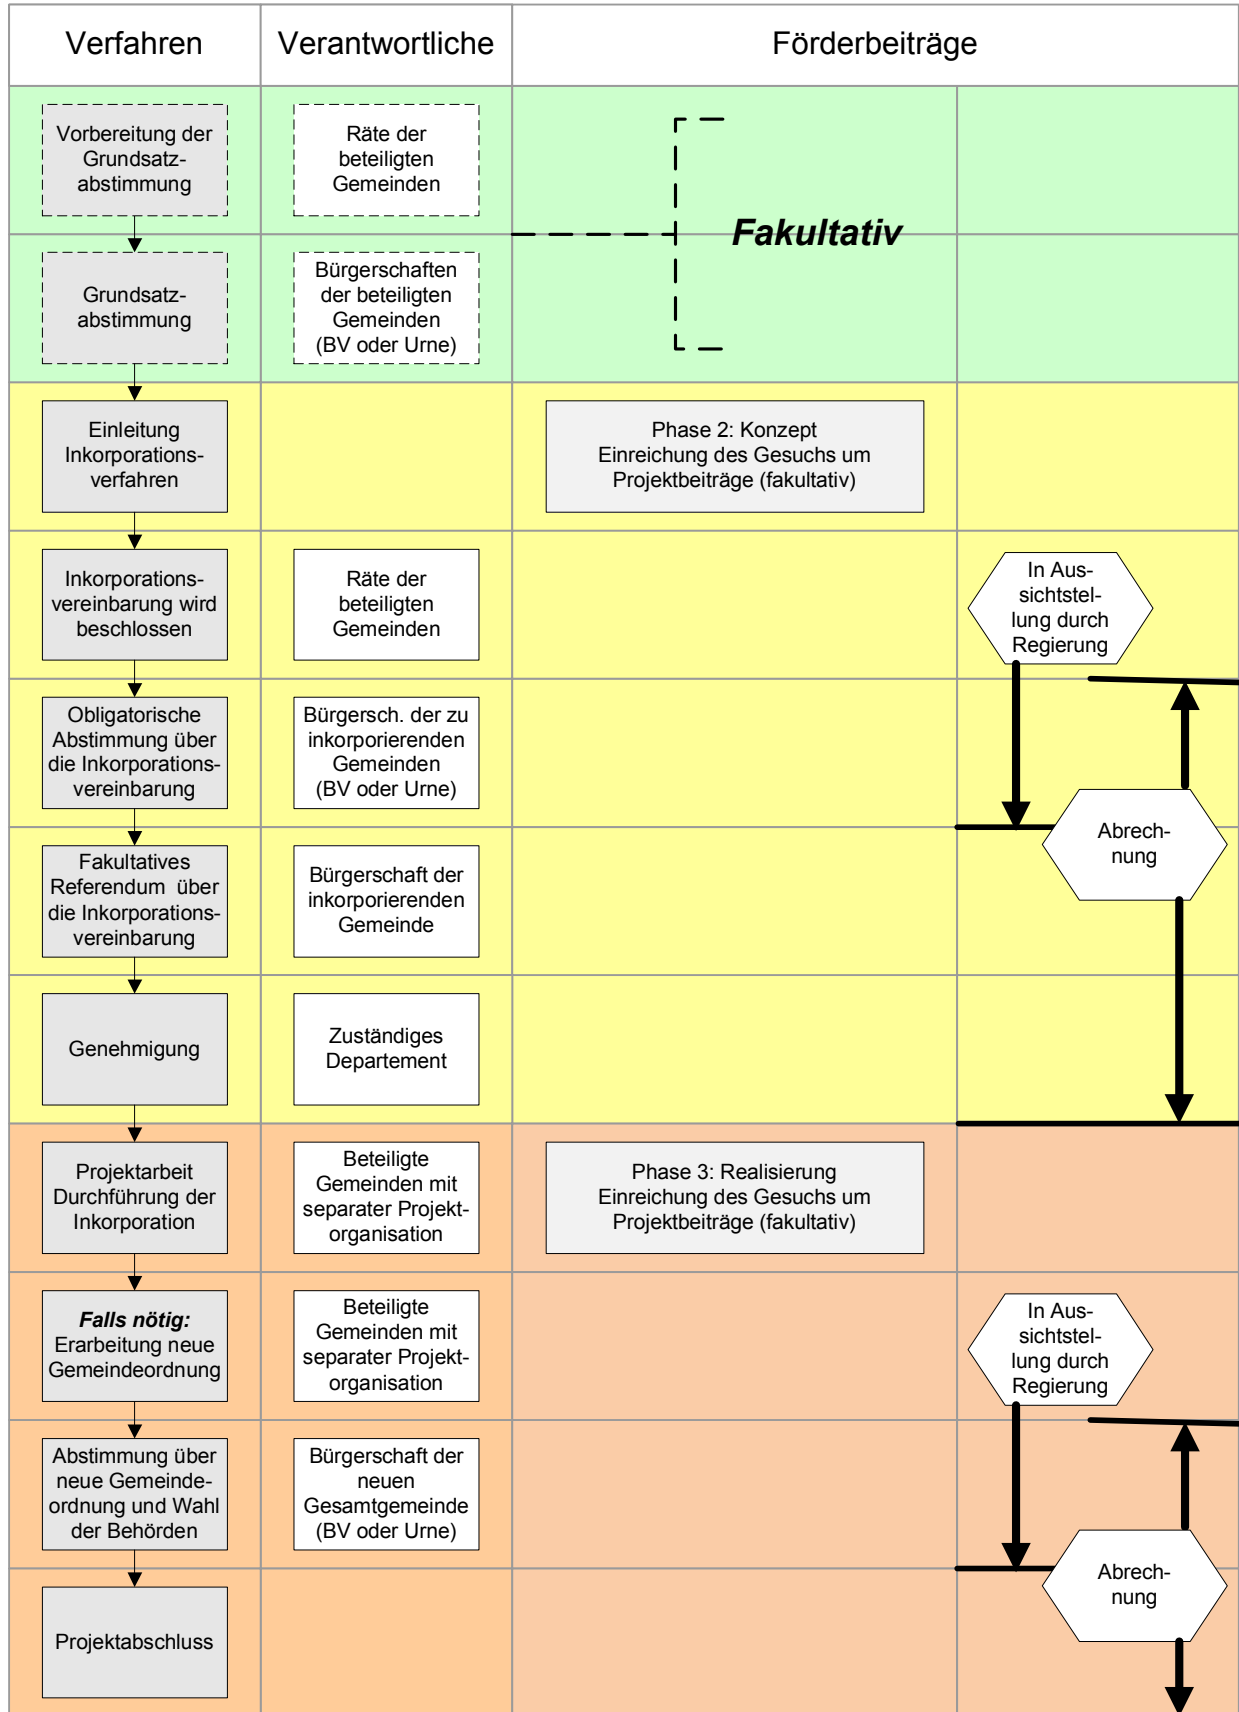 Verfahren
Verantwortliche
Förderbeiträge
Vorbereitung der
Grundsatz-
abstimmung
Räte der
beteiligten
Gemeinden
Fakultativ
Grundsatz-
abstimmung
Bürgerschaften
der beteiligten
Gemeinden
(BV oder Urne)
Einleitung
Inkorporations-
verfahren
Phase 2: Konzept
Einreichung des Gesuchs um
Projektbeiträge (fakultativ)
Inkorporations-
vereinbarung wird
beschlossen
Räte der
beteiligten
Gemeinden
In Aus-
sichtstel-
lung durch
Regierung
Obligatorische
Abstimmung über
die Inkorporations-
vereinbarung
Bürgersch. der zu
inkorporierenden
Gemeinden
(BV oder Urne)
Abrech-
nung
Fakultatives
Referendum über
die Inkorporations-
vereinbarung
Bürgerschaft der
inkorporierenden
Gemeinde
Genehmigung
Zuständiges
Departement
Projektarbeit
Durchführung der
Inkorporation
Beteiligte
Gemeinden mit
separater Projekt-
organisation
Phase 3: Realisierung
Einreichung des Gesuchs um
Projektbeiträge (fakultativ)
Falls nötig:
Erarbeitung neue
Gemeindeordnung
Beteiligte
Gemeinden mit
separater Projekt-
organisation
In Aus-
sichtstel-
lung durch
Regierung
Abstimmung über
neue Gemeinde-
ordnung und Wahl
der Behörden
Bürgerschaft der
neuen
Gesamtgemeinde
(BV oder Urne)
Abrech-
nung
Projektabschluss